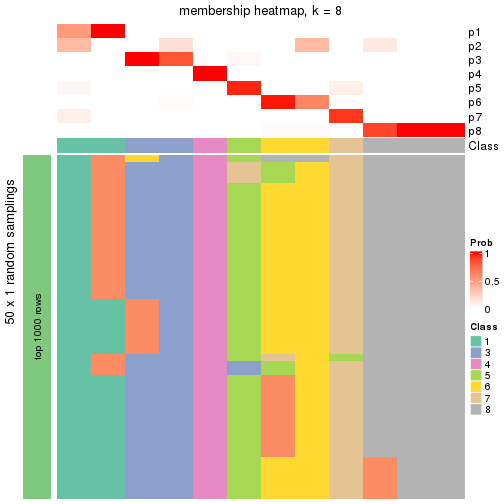 membership heatmap, k = 8
p1
p2
p3
p4
p5
p6
p7
p8
Class
50 x 1 random samplings
top 1000 rows
Prob
1
0.5
0
Class
1
3
4
5
6
7
8